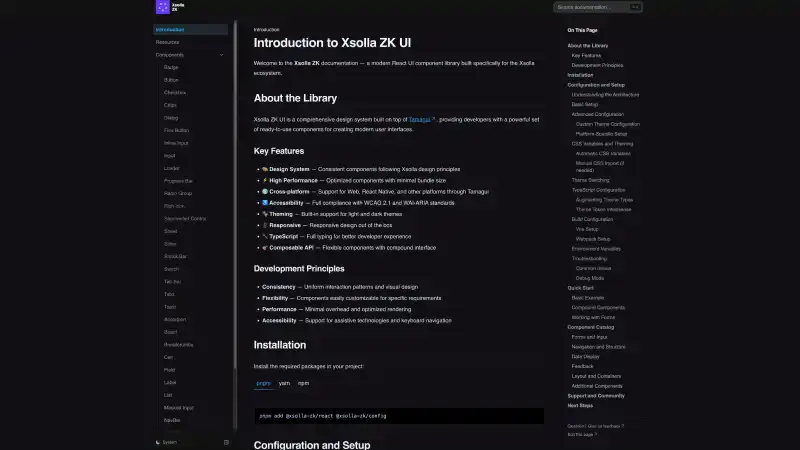 Xsolla
ZK
Search documentation...
Introduction
Resources
Components
Badge
Button
Checkbox
Chips
Dialog
Flex Button
Inline Input
Input
Loader
Progress Bar
Radio Group
Rich Icon
Segmented Control
Sheet
Slider
Snack Bar
Switch
Tab Bar
Tabs
Toast
Accordion
Board
Breadcrumbs
Cell
Field
Label
List
Masked Input
NavBar
System
Introduction
Introduction to Xsolla ZK UI
Welcome to the Xsolla ZK documentation — a modern React UI component library built specifically for the Xsolla
ecosystem.
About the Library
Xsolla ZK UI is a comprehensive design system built on top of Tamagui, providing developers with a powerful set
of ready-to-use components for creating modern user interfaces.
Key Features
Design System — Consistent components following Xsolla design principles
High Performance — Optimized components with minimal bundle size
Cross-platform — Support for Web, React Native, and other platforms through Tamagui
Accessibility — Full compliance with WCAG 2.1 and WAI-ARIA standards
Theming — Built-in support for light and dark themes
Responsive — Responsive design out of the box
TypeScript — Full typing for better developer experience
Composable API — Flexible components with compound interface
Development Principles
Consistency — Uniform interaction patterns and visual design
Flexibility — Components easily customizable for specific requirements
Performance — Minimal overhead and optimized rendering
Accessibility — Support for assistive technologies and keyboard navigation
Installation
Install the required packages in your project:
pnpm yarn npm
pnpm add @xsolla-zk/react @xsolla-zk/config
Configuration and Setup
On This Page
About the Library
Key Features
Development Principles
Installation
Configuration and Setup
Understanding the Architecture
Basic Setup
Advanced Configuration
Custom Theme Configuration
Platform-Specific Setup
CSS Variables and Theming
Automatic CSS Variables
Manual CSS Import (if
needed)
Theme Switching
TypeScript Configuration
Augmenting Theme Types
Theme Token Intellisense
Build Configuration
Vite Setup
Webpack Setup
Environment Variables
Troubleshooting
Common Issues
Debug Mode
Quick Start
Basic Example
Compound Components
Working with Forms
Component Catalog
Forms and Input
Navigation and Structure
Data Display
Feedback
Layout and Containers
Additional Components
Support and Community
Next Steps
Question? Give us feedback
Edit this page